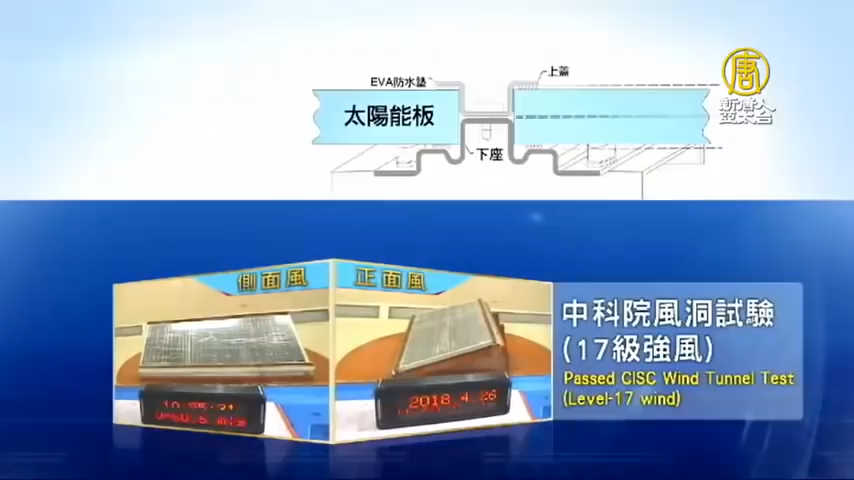 EVA防水墊
上蓋
太陽能板
下座
唐
新唐人
亞太台
側面風
正面風
2018.4.26
中科院風洞試驗
(17級強風)
Passed CISC Wind Tunnel Test
(Level-17 wind)